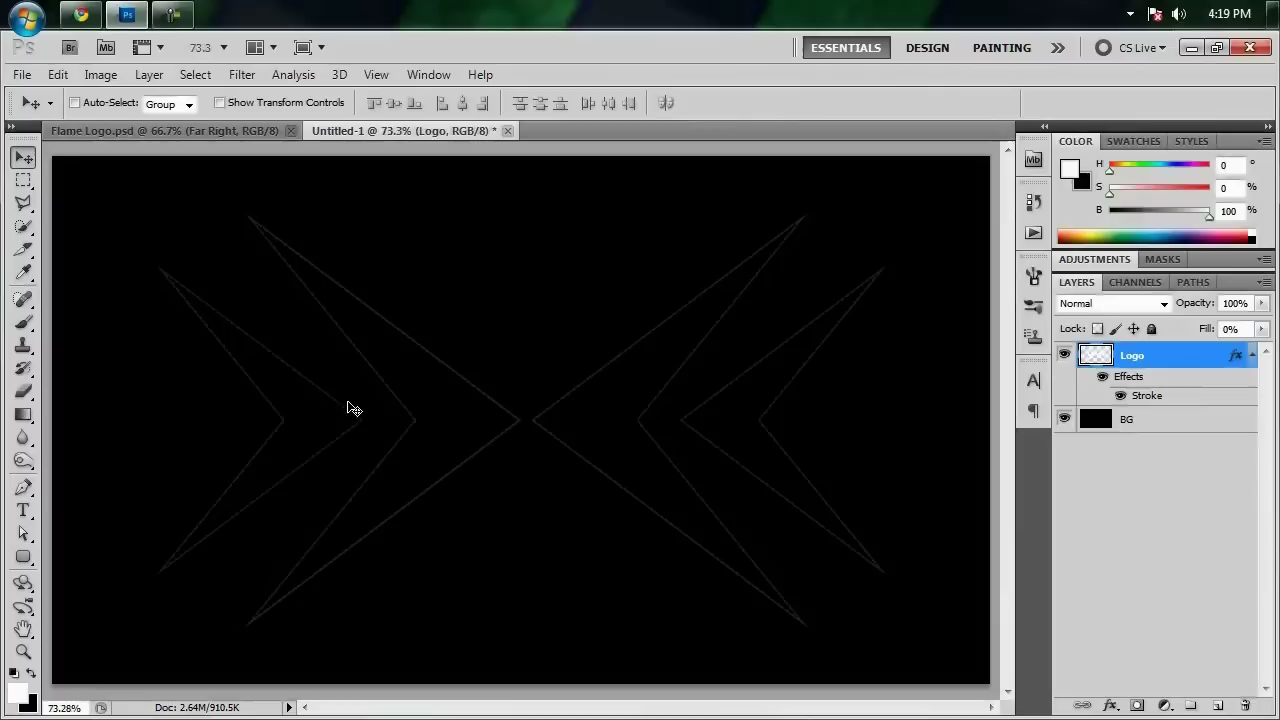 4:19 PM
Ps Br Mb 73.3 ESSENTIALS DESIGN PAINTING CS Live
File Edit Image Layer Select Filter Analysis 3D View Window Help
Auto-Select: Group Show Transform Controls
Flame Logo.psd @ 66.7% (Far Right, RGB/8) Untitled-1 @ 73.3% (Logo, RGB/8) *
COLOR SWATCHES STYLES
H 0 °
S 0 %
B 100 %
ADJUSTMENTS MASKS
LAYERS CHANNELS PATHS
Normal Opacity: 100%
Lock: Fill: 0%
Logo fx
Effects
Stroke
BG
73.28% Doc: 2.64M/910.5K